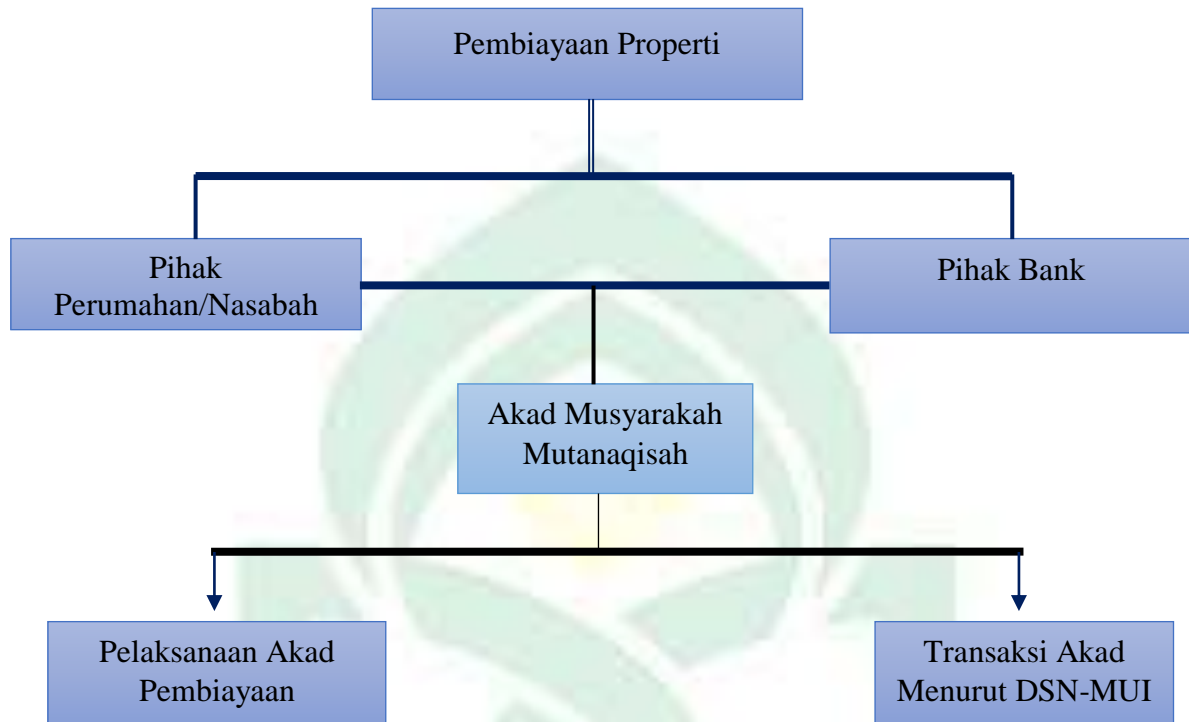 Pembiayaan Properti
Pihak
Perumahan/Nasabah
Pihak Bank
Akad Musyarakah
Mutanaqisah
Pelaksanaan Akad
Pembiayaan
Transaksi Akad
Menurut DSN-MUI